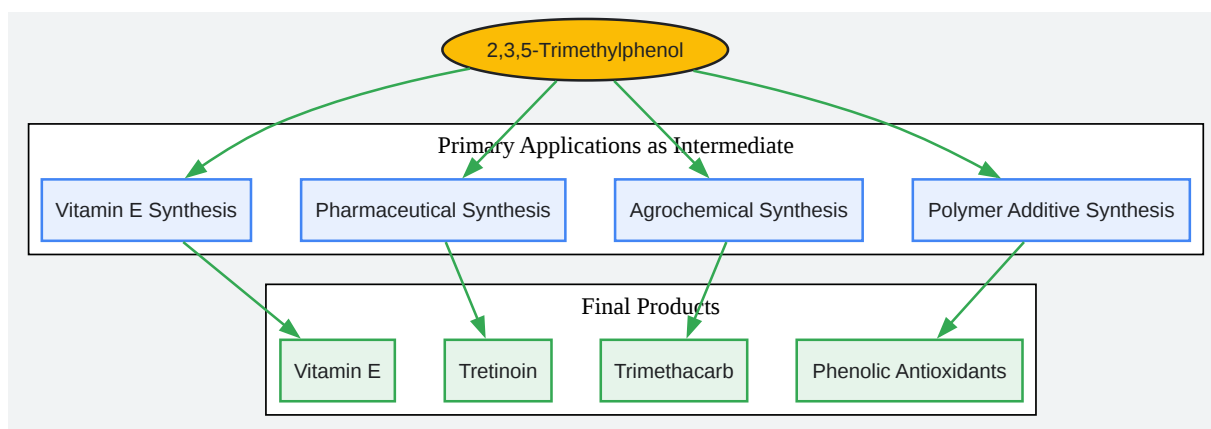 2,3,5-Trimethylphenol
Primary Applications as Intermediate
Vitamin E Synthesis
Pharmaceutical Synthesis
Agrochemical Synthesis
Polymer Additive Synthesis
Final Products
Vitamin E
Tretinoin
Trimethacarb
Phenolic Antioxidants